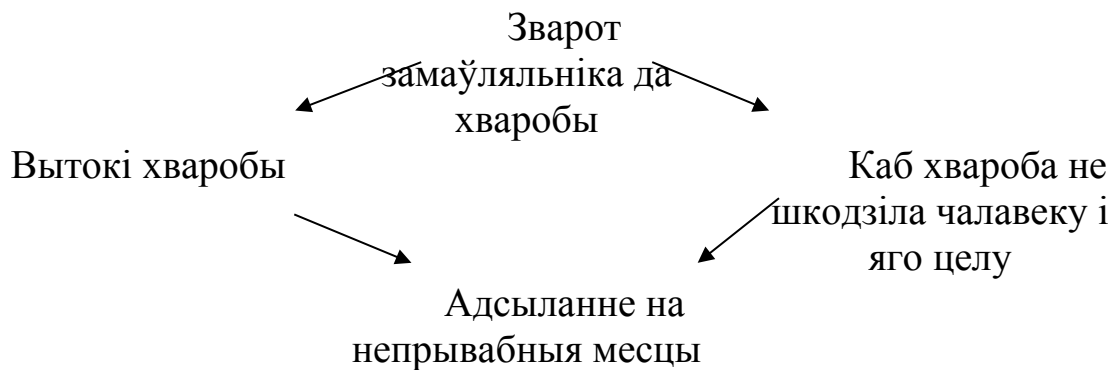 Зварот
замаўляльніка да
хваробы
Вытокі хваробы
Каб хвароба не
шкодзіла чалавеку і
яго целу
Адсыланне на
непрывабныя месцы